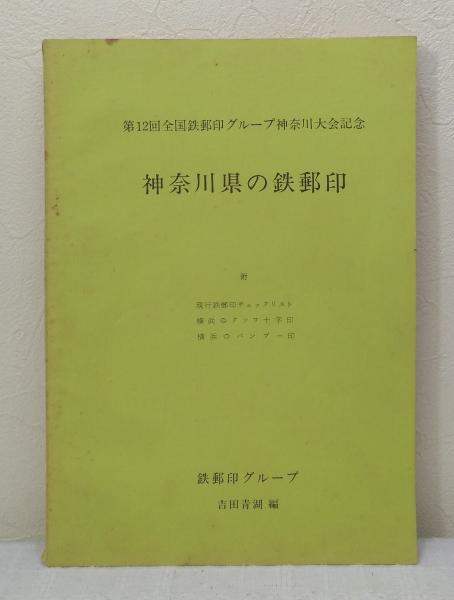 第12回全国鉄郵印グループ神奈川大会記念
神奈川県の鉄郵印
附
現行鉄郵印チェックリスト
横浜のタッワ十字印
横浜のバンブー印
鉄郵印グループ
吉田青湖 編